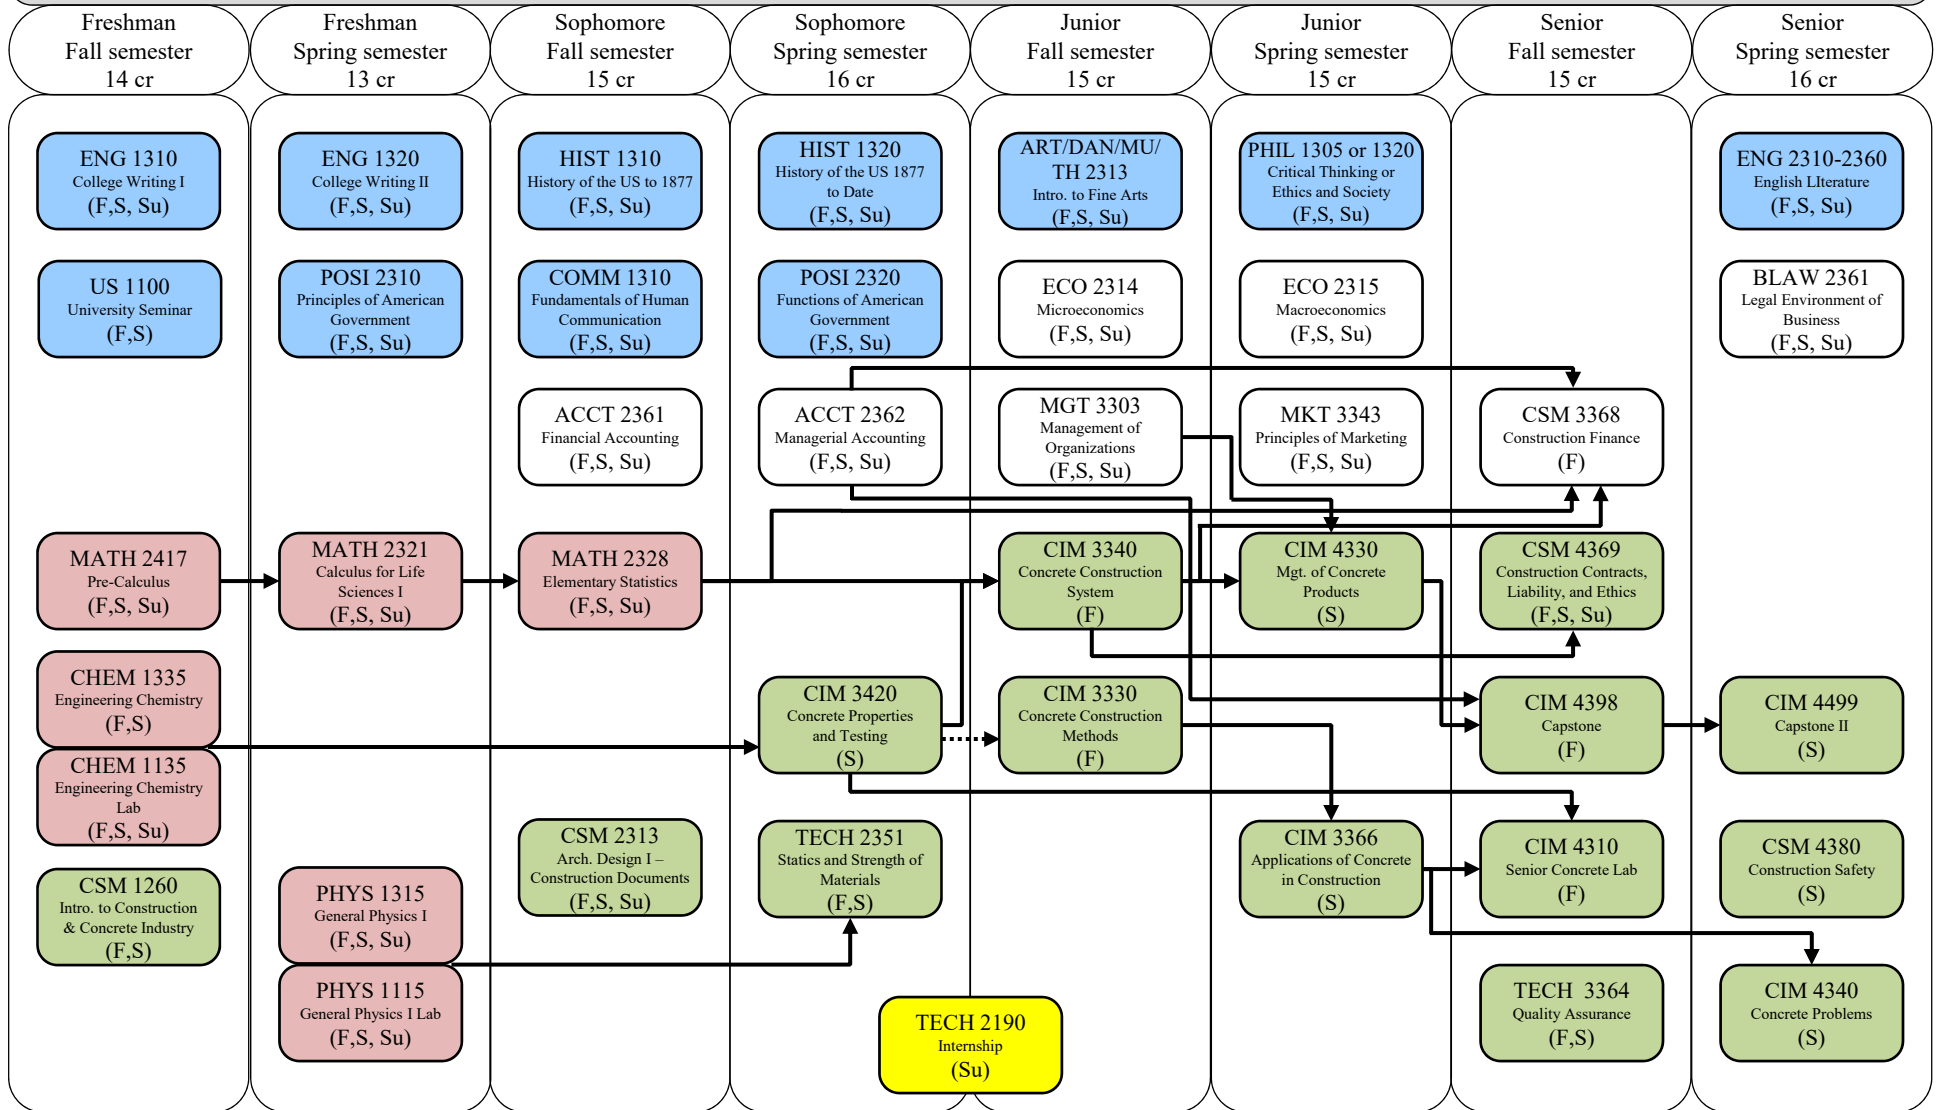 Freshman
Fall semester
14 cr
Freshman
Spring semester
13 cr
Sophomore
Fall semester
15 cr
Sophomore
Spring semester
16 cr
Junior
Fall semester
15 cr
Junior
Spring semester
15 cr
Senior
Fall semester
15 cr
Senior
Spring semester
16 cr
ENG 1310
College Writing I
(F,S, Su)
US 1100
University Seminar
(F,S)
MATH 2417
Pre-Calculus
(F,S, Su)
CHEM 1335
Engineering Chemistry
(F,S)
CHEM 1135
Engineering Chemistry
Lab
(F,S, Su)
CSM 1260
Intro. to Construction
& Concrete Industry
(F,S)
ENG 1320
College Writing II
(F,S, Su)
POSI 2310
Principles of American
Government
(F,S, Su)
MATH 2321
Calculus for Life
Sciences I
(F,S, Su)
PHYS 1315
General Physics I
(F,S, Su)
PHYS 1115
General Physics I Lab
(F,S, Su)
HIST 1310
History of the US to 1877
(F,S, Su)
COMM 1310
Fundamentals of Human
Communication
(F,S, Su)
ACCT 2361
Financial Accounting
(F,S, Su)
MATH 2328
Elementary Statistics
(F,S, Su)
CSM 2313
Arch. Design I –
Construction Documents
(F,S, Su)
HIST 1320
History of the US 1877
to Date
(F,S, Su)
POSI 2320
Functions of American
Government
(F,S, Su)
ACCT 2362
Managerial Accounting
(F,S, Su)
CIM 3420
Concrete Properties
and Testing
(S)
TECH 2351
Statics and Strength of
Materials
(F,S)
TECH 2190
Internship
(Su)
ART/DAN/MU/
TH 2313
Intro. to Fine Arts
(F,S, Su)
ECO 2314
Microeconomics
(F,S, Su)
MGT 3303
Management of
Organizations
(F,S, Su)
CIM 3340
Concrete Construction
System
(F)
CIM 3330
Concrete Construction
Methods
(F)
PHIL 1305 or 1320
Critical Thinking or
Ethics and Society
(F,S, Su)
ECO 2315
Macroeconomics
(F,S, Su)
MKT 3343
Principles of Marketing
(F,S, Su)
CIM 4330
Mgt. of Concrete
Products
(S)
CIM 3366
Applications of Concrete
in Construction
(S)
CSM 3368
Construction Finance
(F)
CSM 4369
Construction Contracts,
Liability, and Ethics
(F,S, Su)
CIM 4398
Capstone
(F)
CIM 4310
Senior Concrete Lab
(F)
TECH  3364
Quality Assurance
(F,S)
ENG 2310-2360
English LIterature
(F,S, Su)
BLAW 2361
Legal Environment of
Business
(F,S, Su)
CIM 4499
Capstone II
(S)
CSM 4380
Construction Safety
(S)
CIM 4340
Concrete Problems
(S)